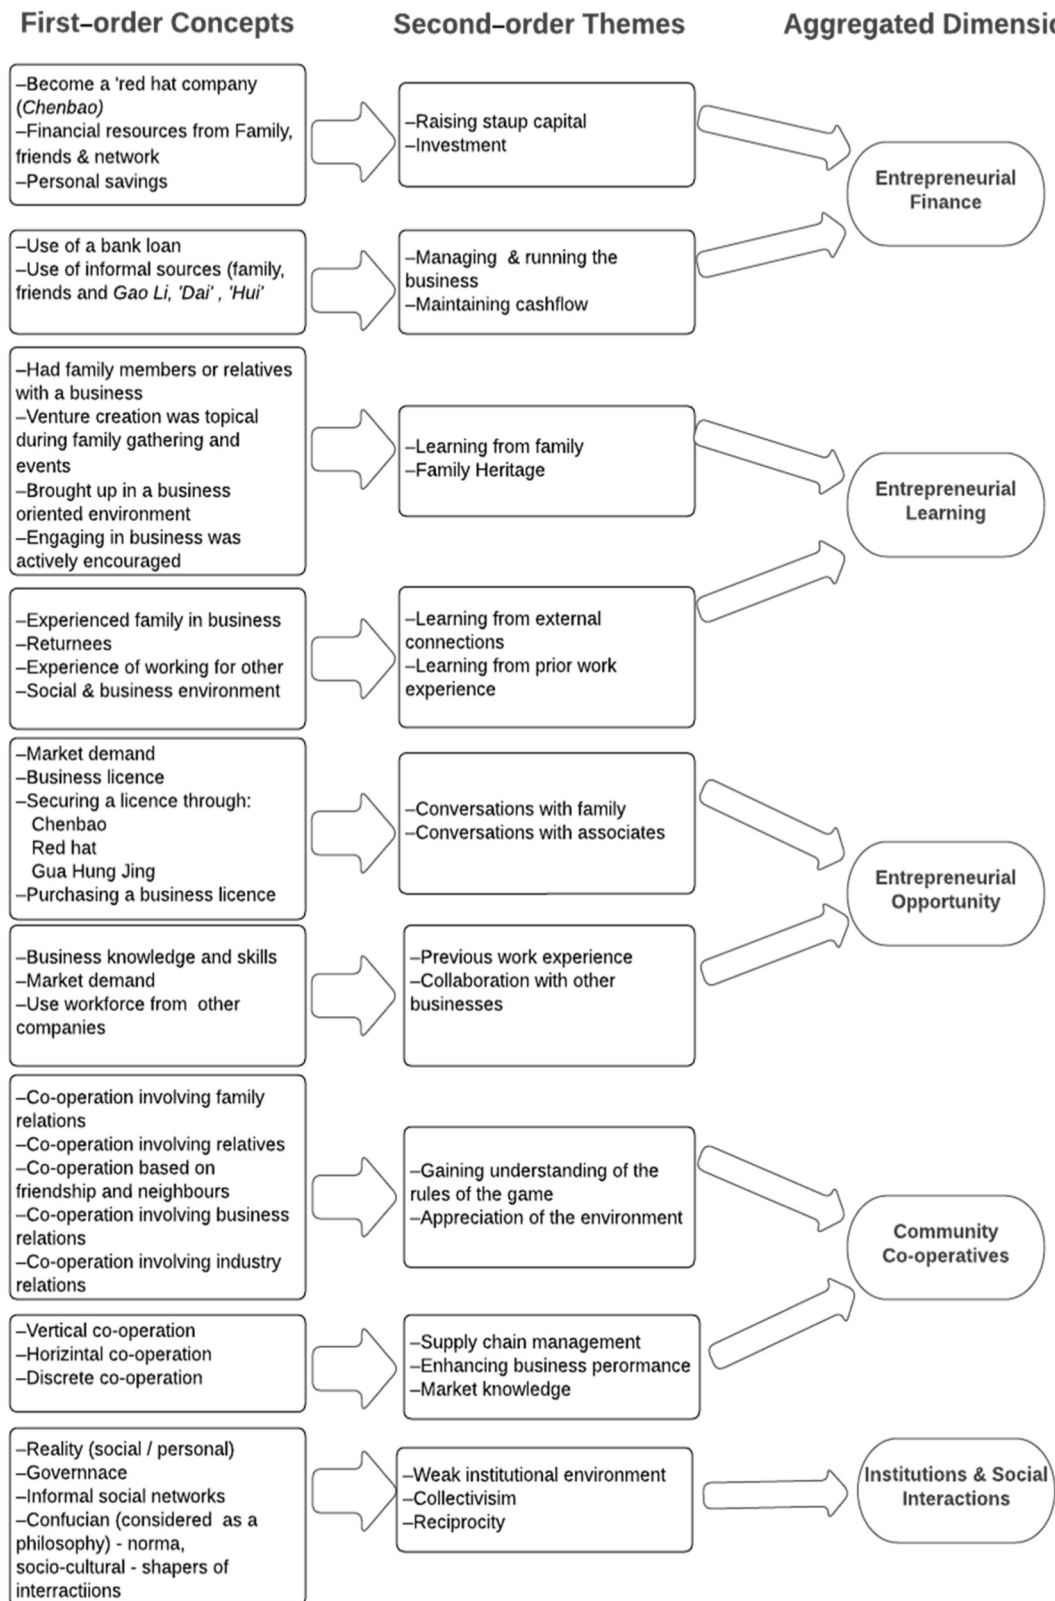 First–order Concepts
Second–order Themes
Aggregated Dimensio
–Become a 'red hat company
(Chenbao)
–Financial resources from Family,
friends & network
–Personal savings
–Raising staup capital
–Investment
Entrepreneurial
Finance
–Use of a bank loan
–Use of informal sources (family,
friends and Gao Li, 'Dai' , 'Hui'
–Managing & running the
business
–Maintaining cashflow
–Had family members or relatives
with a business
–Venture creation was topical
during family gathering and
events
–Brought up in a business
oriented environment
–Engaging in business was
actively encouraged
–Learning from family
–Family Heritage
Entrepreneurial
Learning
–Experienced family in business
–Returnees
–Experience of working for other
–Social & business environment
–Learning from external
connections
–Learning from prior work
experience
–Market demand
–Business licence
–Securing a licence through:
Chenbao
Red hat
Gua Hung Jing
–Purchasing a business licence
–Conversations with family
–Conversations with associates
Entrepreneurial
Opportunity
–Business knowledge and skills
–Market demand
–Use workforce from other
companies
–Previous work experience
–Collaboration with other
businesses
–Co-operation involving family
relations
–Co-operation involving relatives
–Co-operation based on
friendship and neighbours
–Co-operation involving business
relations
–Co-operation involving industry
relations
–Gaining understanding of the
rules of the game
–Appreciation of the environment
Community
Co-operatives
–Vertical co-operation
–Horizintal co-operation
–Discrete co-operation
–Supply chain management
–Enhancing business perormance
–Market knowledge
–Reality (social / personal)
–Governnace
–Informal social networks
–Confucian (considered as a
philosophy) - norma,
socio-cultural - shapers of
interractiions
–Weak institutional environment
–Collectivisim
–Reciprocity
Institutions & Social
Interactions